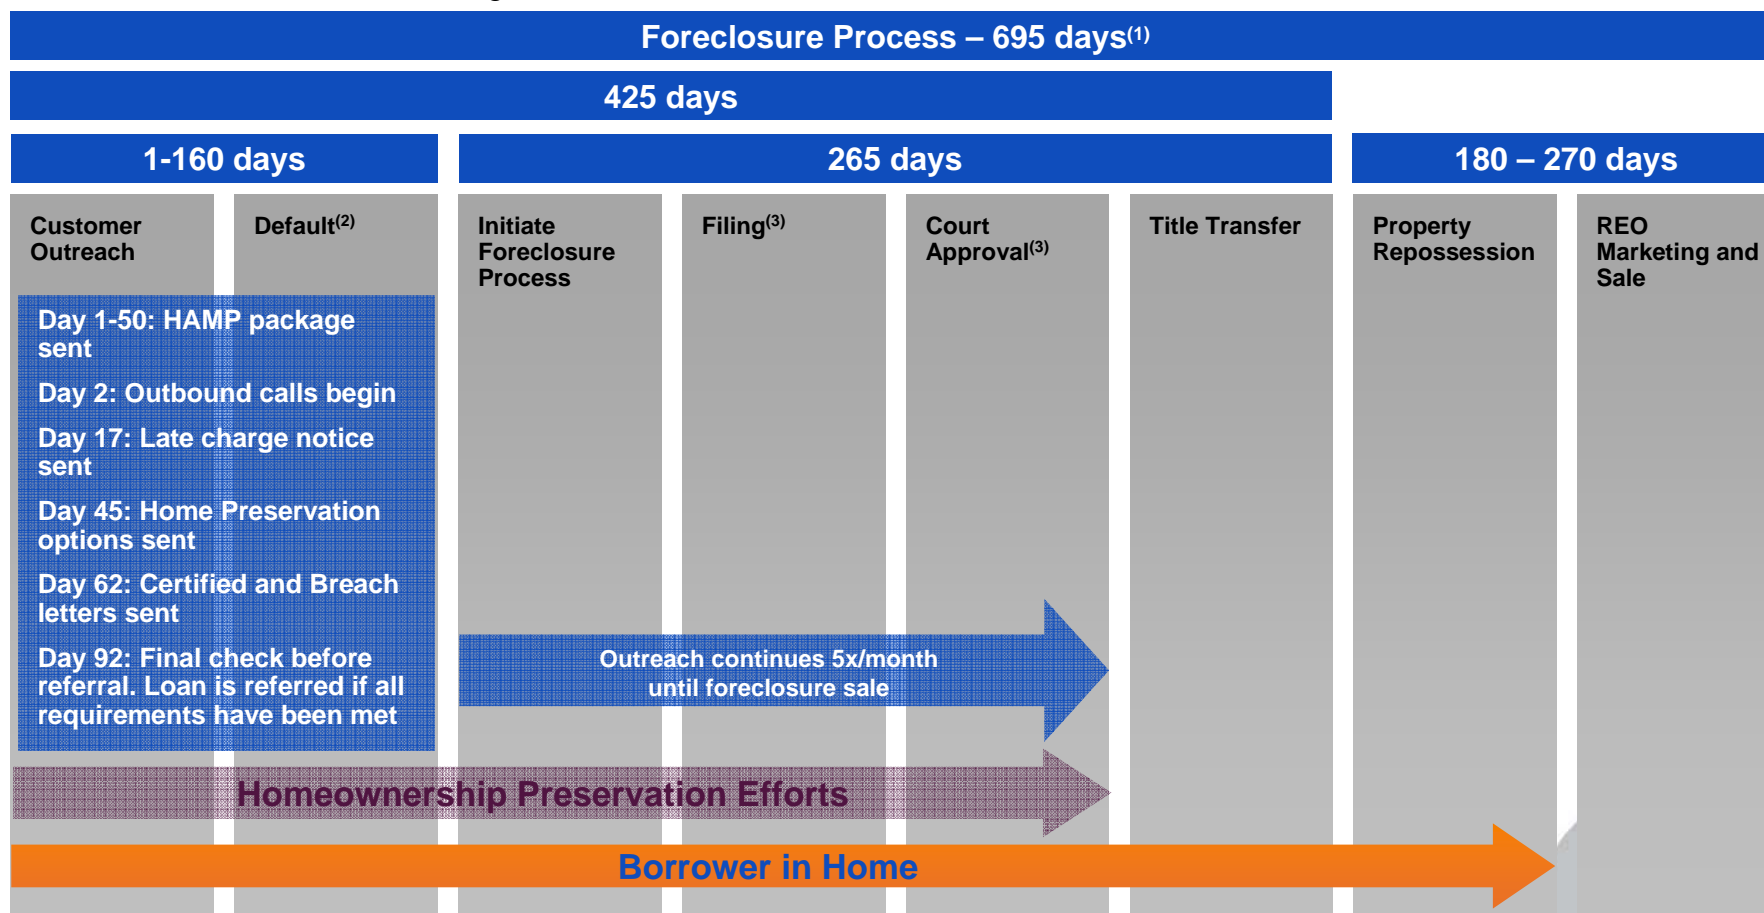 Foreclosure Process – 695 days(1)
425 days
1-160 days
265 days
180 – 270 days
Customer
Outreach
Default(2)
Initiate
Foreclosure
Process
Filing(3)
Court
Approval(3)
Title Transfer
Property
Repossession
REO
Marketing and
Sale
Day 1-50: HAMP package
sent
Day 2: Outbound calls begin
Day 17: Late charge notice
sent
Day 45: Home Preservation
options sent
Day 62: Certified and Breach
letters sent
Day 92: Final check before
referral. Loan is referred if all
requirements have been met
Outreach continues 5x/month
until foreclosure sale
Homeownership Preservation Efforts
Borrower in Home